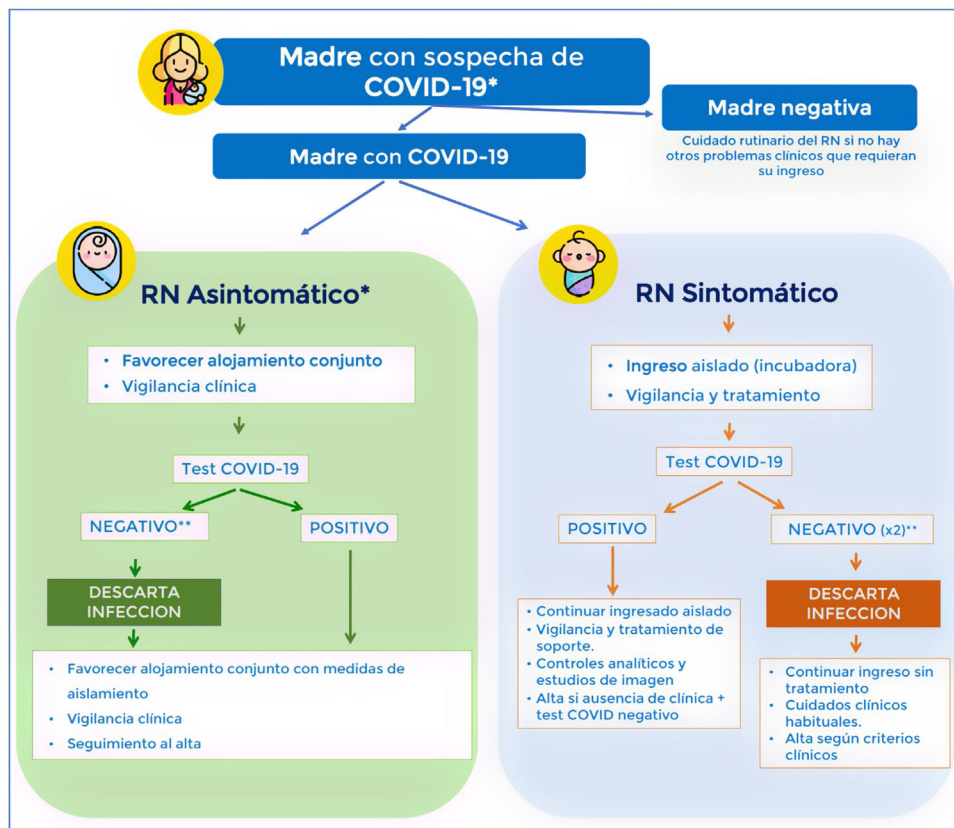 Madre con sospecha de
COVID-19*
Madre negativa
Cuidado rutinario del RN si no hay
otros problemas clínicos que requieran
su ingreso
Madre con COVID-19
RN Asintomático*
• Favorecer alojamiento conjunto
• Vigilancia clínica
Test COVID-19
NEGATIVO**
POSITIVO
DESCARTA
INFECCION
• Favorecer alojamiento conjunto con medidas de
aislamiento
• Vigilancia clínica
• Seguimiento al alta
RN Sintomático
• Ingreso aislado (incubadora)
• Vigilancia y tratamiento
Test COVID-19
POSITIVO
NEGATIVO (x2)**
• Continuar ingresado aislado
• Vigilancia y tratamiento de
soporte.
• Controles analíticos y
estudios de imagen
• Alta si ausencia de clínica +
test COVID negativo
DESCARTA
INFECCION
• Continuar ingreso sin
tratamiento
• Cuidados clínicos
habituales.
• Alta según criterios
clínicos